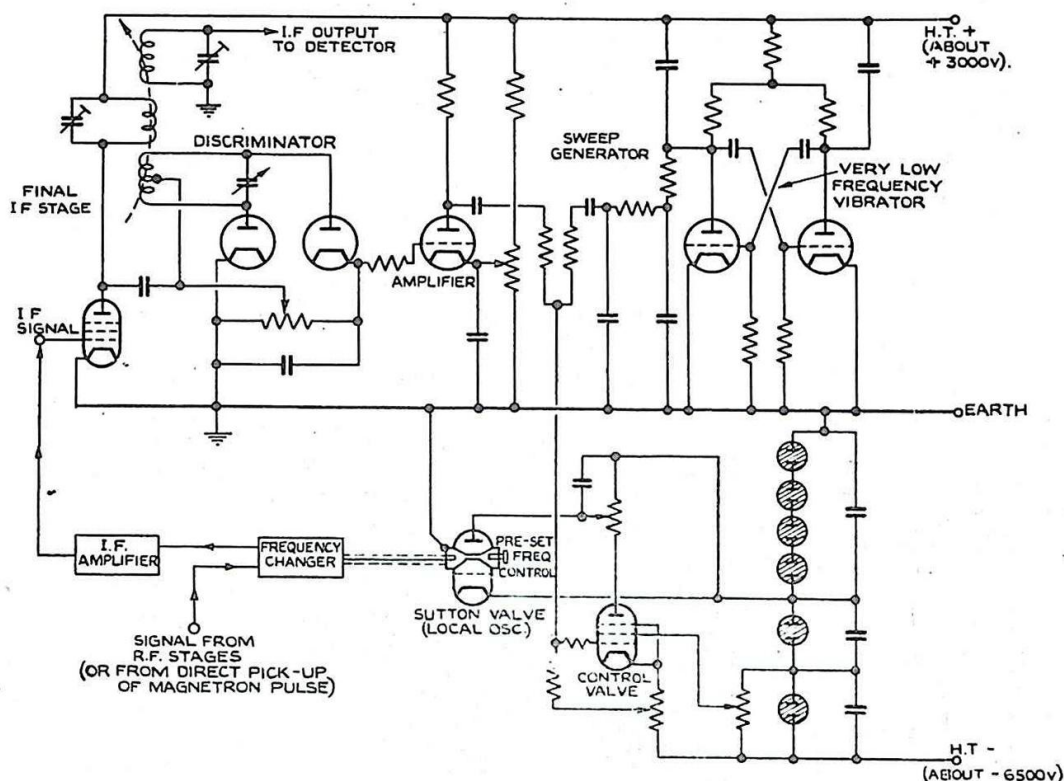 I.F OUTPUT
TO DETECTOR
H.T. +
(ABOUT
+ 3000V).
DISCRIMINATOR
SWEEP
GENERATOR
VERY LOW
FREQUENCY
VIBRATOR
FINAL
I F STAGE
AMPLIFIER
I F
SIGNAL
EARTH
I.F.
AMPLIFIER
FREQUENCY
CHANGER
PRE-SET
FREQ
CONTROL
SUTTON VALVE
(LOCAL OSC)
SIGNAL FROM
R.F. STAGES
(OR FROM DIRECT PICK-UP
OF MAGNETRON PULSE)
CONTROL
VALVE
H.T -
(ABOUT - 6500V)